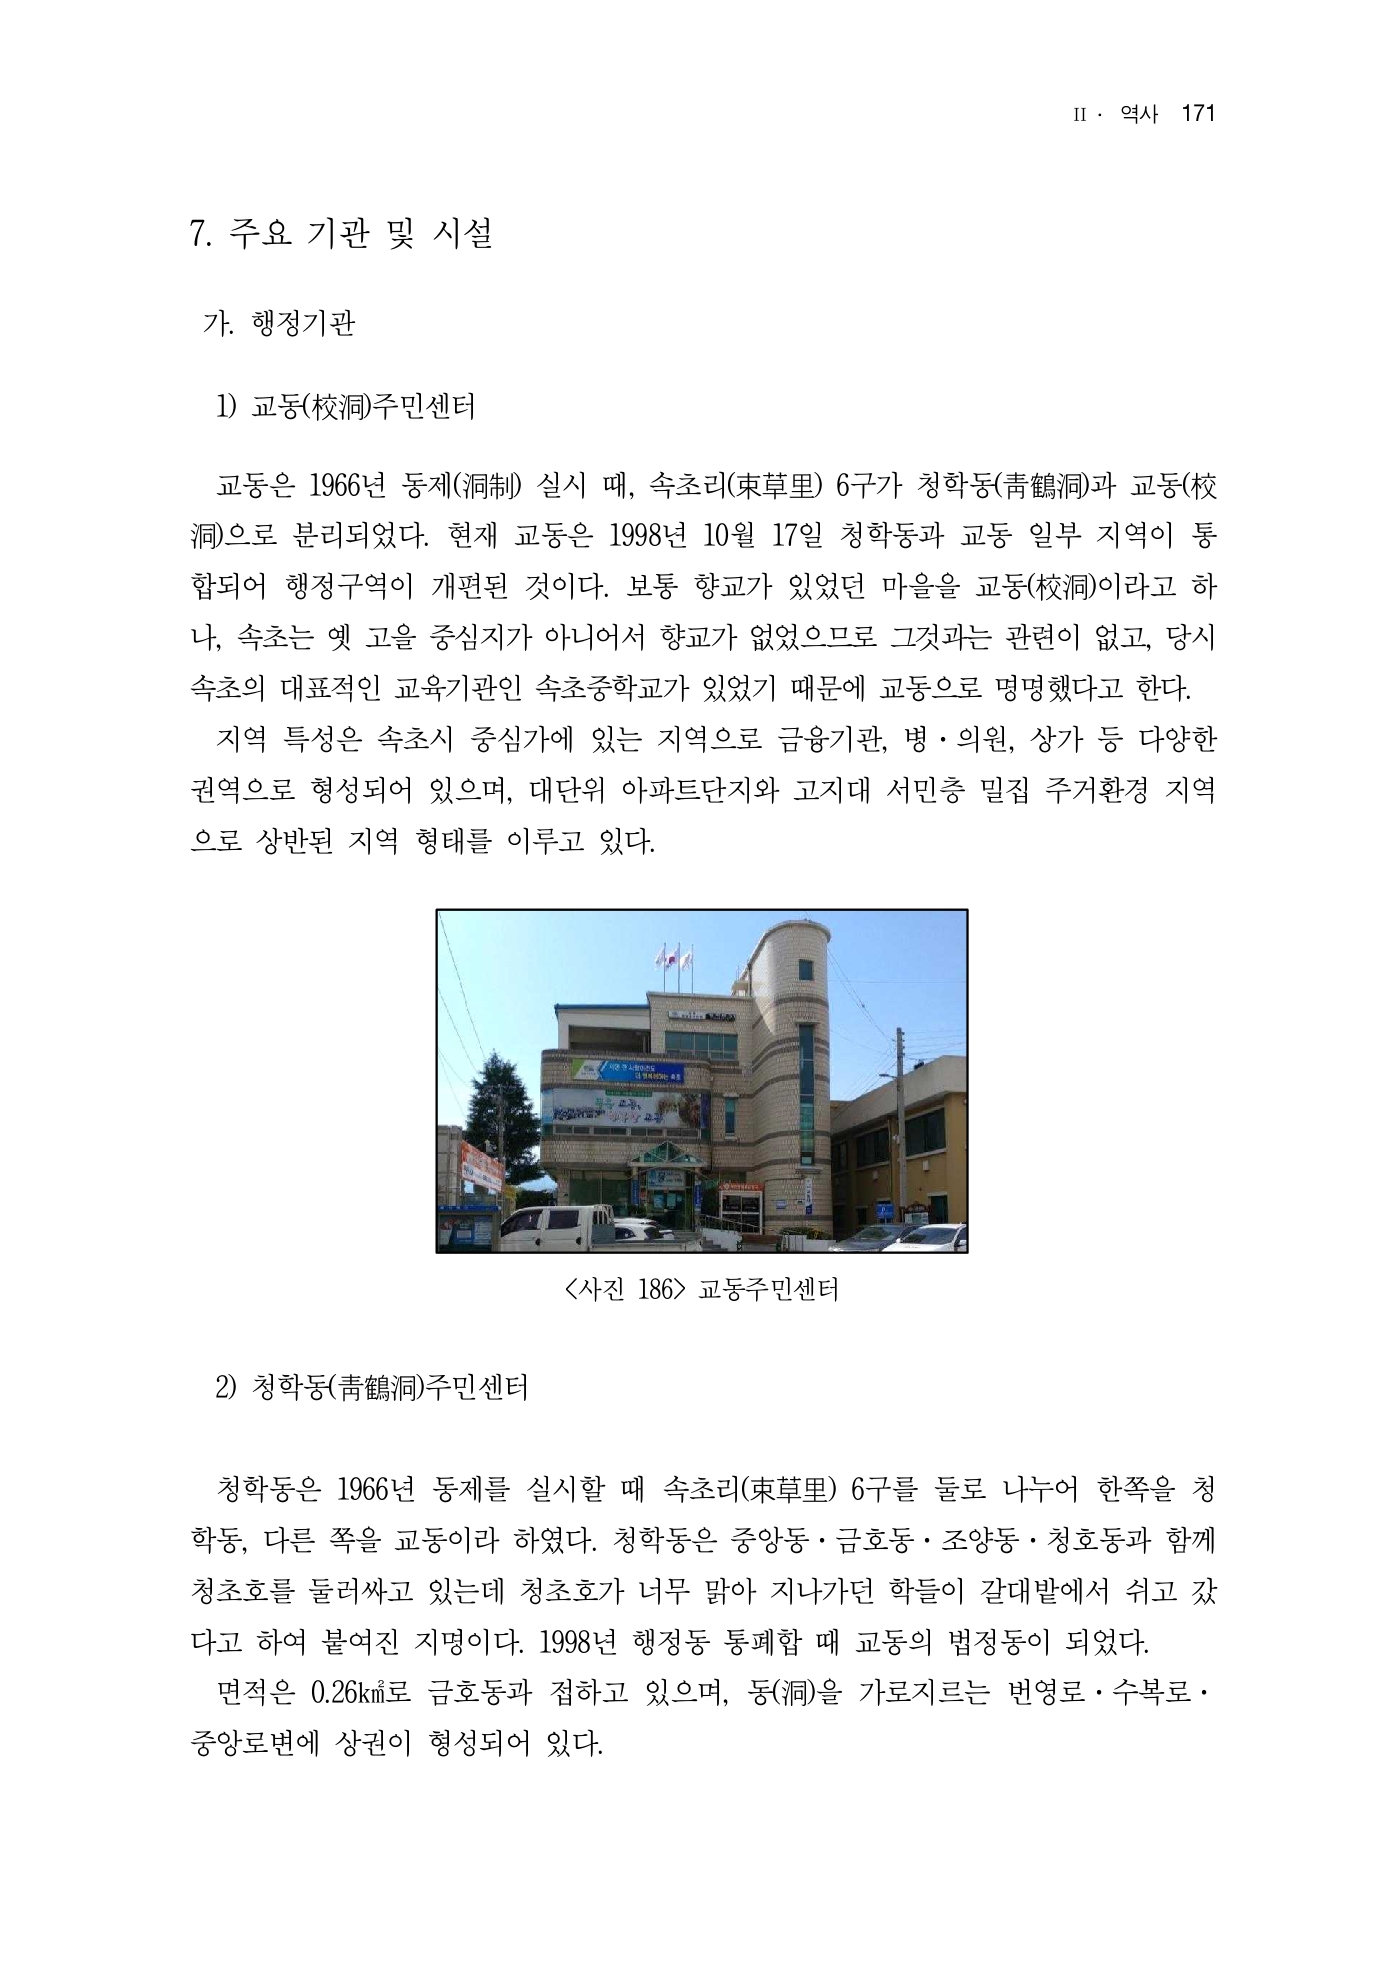 II · 역사 171
7. 주요 기관 및 시설
가. 행정기관
1) 교동(校洞)주민센터
교동은 1966년 동제(洞制) 실시 때, 속초리(束草里) 6구가 청학동(靑鶴洞)과 교동(校
洞)으로 분리되었다. 현재 교동은 1998년 10월 17일 청학동과 교동 일부 지역이 통
합되어 행정구역이 개편된 것이다. 보통 향교가 있었던 마을을 교동(校洞)이라고 하
나, 속초는 옛 고을 중심지가 아니어서 향교가 없었으므로 그것과는 관련이 없고, 당시
속초의 대표적인 교육기관인 속초중학교가 있었기 때문에 교동으로 명명했다고 한다.
지역 특성은 속초시 중심가에 있는 지역으로 금융기관, 병·의원, 상가 등 다양한
권역으로 형성되어 있으며, 대단위 아파트단지와 고지대 서민층 밀집 주거환경 지역
으로 상반된 지역 형태를 이루고 있다.
<사진 186> 교동주민센터
2) 청학동(靑鶴洞)주민센터
청학동은 1966년 동제를 실시할 때 속초리(束草里) 6구를 둘로 나누어 한쪽을 청
학동, 다른 쪽을 교동이라 하였다. 청학동은 중앙동·금호동·조양동·청호동과 함께
청초호를 둘러싸고 있는데 청초호가 너무 맑아 지나가던 학들이 갈대밭에서 쉬고 갔
다고 하여 붙여진 지명이다. 1998년 행정동 통폐합 때 교동의 법정동이 되었다.
면적은 0.26㎢로 금호동과 접하고 있으며, 동(洞)을 가로지르는 번영로·수복로·
중앙로변에 상권이 형성되어 있다.